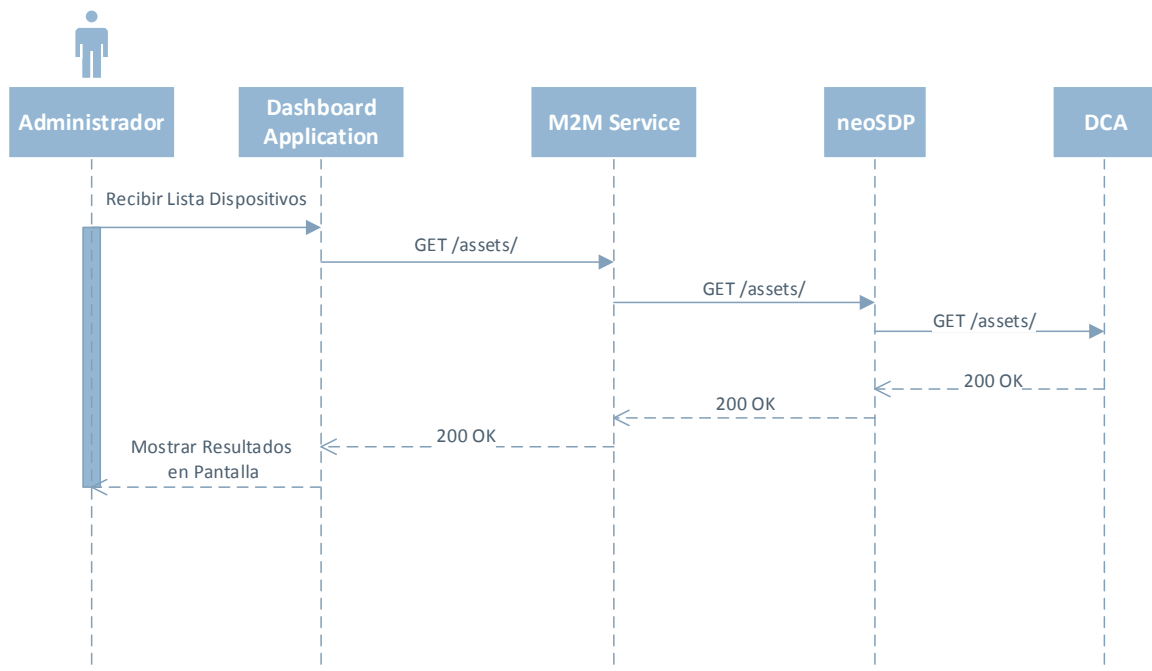 Administrador
Dashboard
Application
M2M Service
neoSDP
DCA
Recibir Lista Dispositivos
GET /assets/
GET /assets/
GET /assets/
200 OK
200 OK
200 OK
Mostrar Resultados
en Pantalla